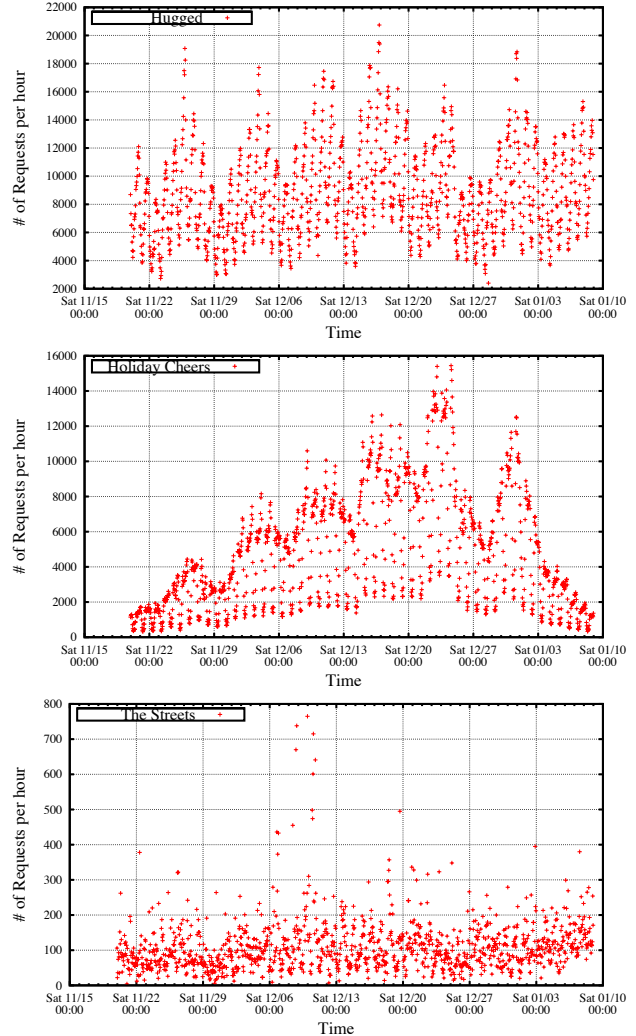 Hugged
22000
20000
18000
16000
14000
12000
10000
8000
6000
4000
2000
# of Requests per hour
Sat 11/15 Sat 11/22 Sat 11/29 Sat 12/06 Sat 12/13 Sat 12/20 Sat 12/27 Sat 01/03 Sat 01/10
00:00 00:00 00:00 00:00 00:00 00:00 00:00 00:00 00:00
Time
Holiday Cheers
16000
14000
12000
10000
8000
6000
4000
2000
0
# of Requests per hour
Sat 11/15 Sat 11/22 Sat 11/29 Sat 12/06 Sat 12/13 Sat 12/20 Sat 12/27 Sat 01/03 Sat 01/10
00:00 00:00 00:00 00:00 00:00 00:00 00:00 00:00 00:00
Time
The Streets
800
700
600
500
400
300
200
100
0
# of Requests per hour
Sat 11/15 Sat 11/22 Sat 11/29 Sat 12/06 Sat 12/13 Sat 12/20 Sat 12/27 Sat 01/03 Sat 01/10
00:00 00:00 00:00 00:00 00:00 00:00 00:00 00:00 00:00
Time